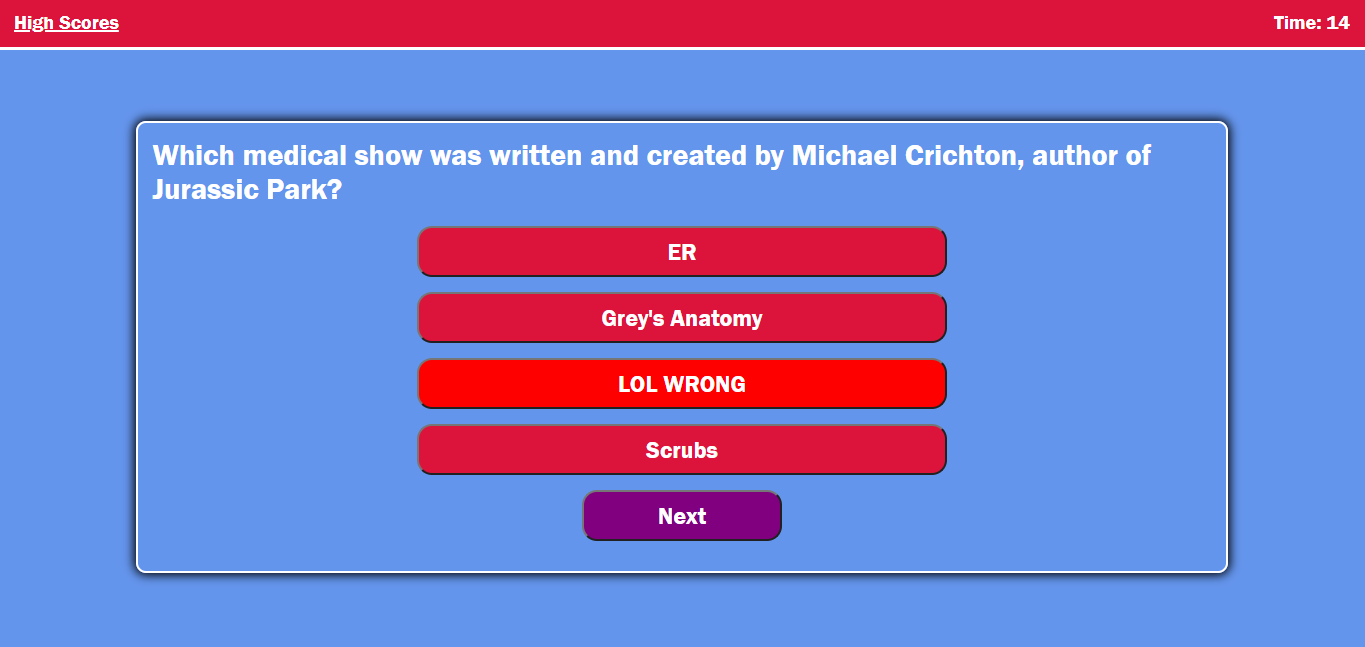 High Scores
Time: 14
Which medical show was written and created by Michael Crichton, author of
Jurassic Park?
ER
Grey's Anatomy
LOL WRONG
Scrubs
Next